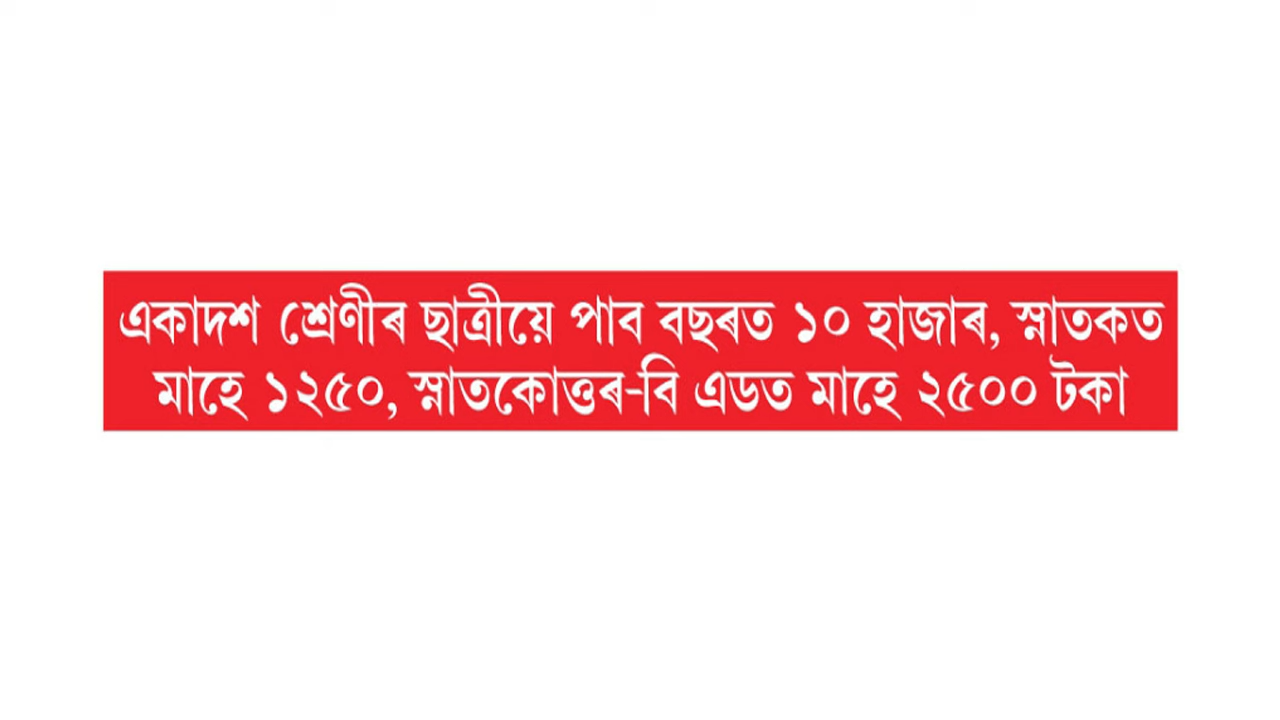 একাদশ শ্ৰেণীৰ ছাত্ৰীয়ে পাব বছৰত ১০ হাজাৰ, স্নাতকত
মাহে ১২৫০, স্নাতকোত্তৰ-বি এডত মাহে ২৫০০ টকা